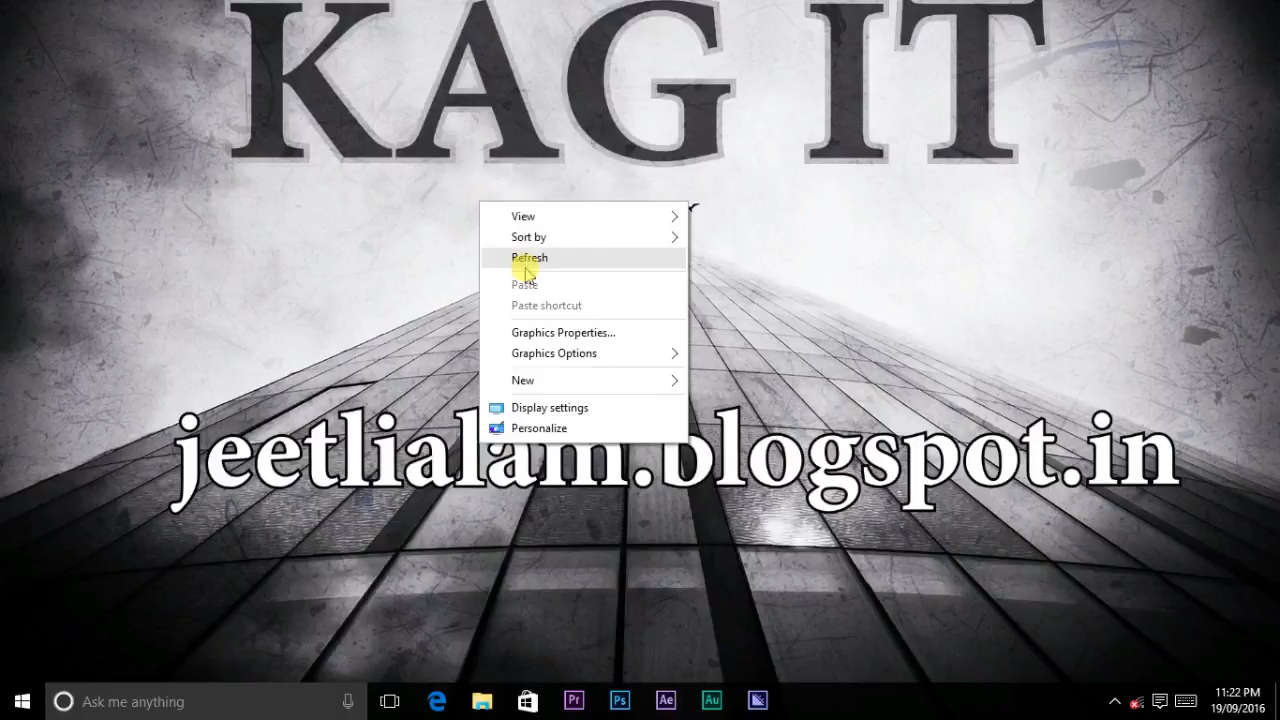 KAG IT
View
Sort by
Refresh
Paste
Paste shortcut
Graphics Properties...
Graphics Options
New
Display settings
Personalize
jeetlialam.blogspot.in
Ask me anything
Pr
Ps
Ae
Au
11:22 PM
19/09/2016